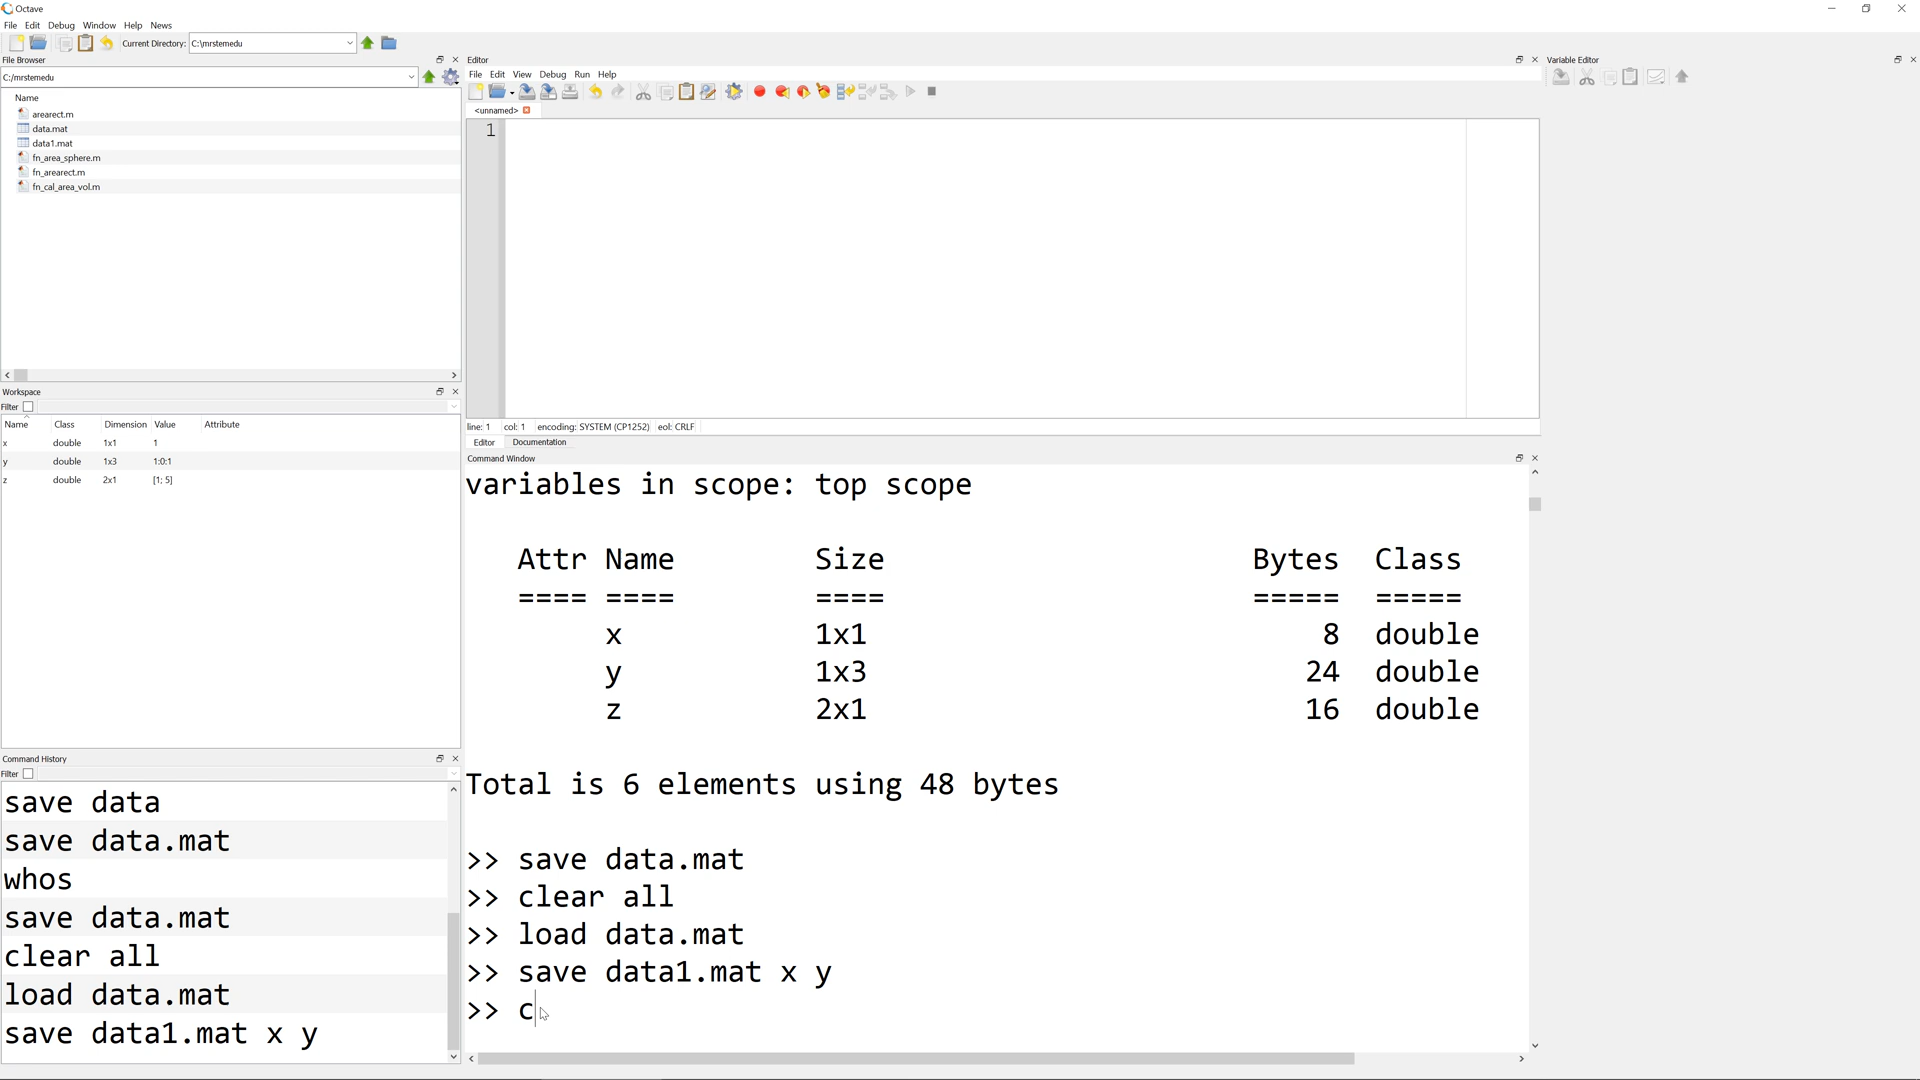 Octave
File Edit Debug Window Help News
Current Directory: C:\mrstemedu
File Browser
C:/mrstemedu
Name
arearect.m
data.mat
data1.mat
fn_area_sphere.m
fn_arearect.m
fn_cal_area_vol.m
Workspace
Filter
Name Class Dimension Value Attribute
x double 1x1 1
y double 1x3 1:0:1
z double 2x1 [1; 5]
Command History
Filter
save data
save data.mat
whos
save data.mat
clear all
load data.mat
save data1.mat x y
Editor
File Edit View Debug Run Help
<unnamed>
1
line: 1 col: 1 encoding: SYSTEM (CP1252) eol: CRLF
Editor Documentation
Command Window
variables in scope: top scope
Attr Name Size Bytes Class
==== ==== ==== ===== =====
x 1x1 8 double
y 1x3 24 double
z 2x1 16 double
Total is 6 elements using 48 bytes
>> save data.mat
>> clear all
>> load data.mat
>> save data1.mat x y
>> c
Variable Editor